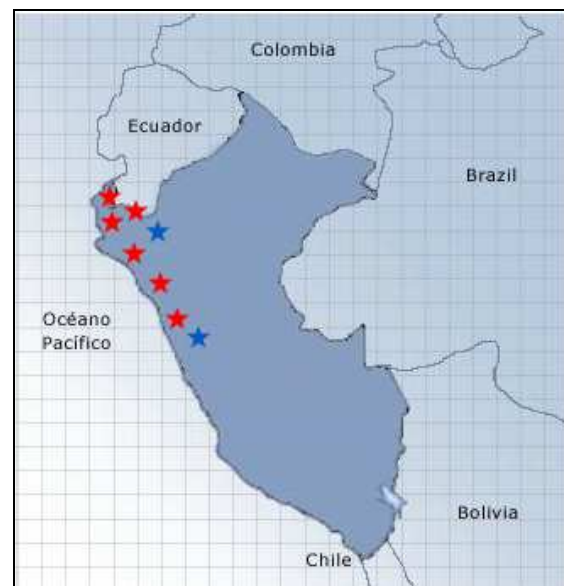 Colombia
Ecuador
Brazil
Océano
Pacífico
Bolivia
Chile